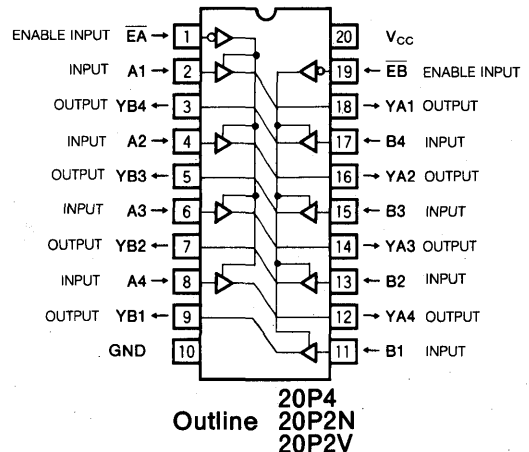 ENABLE INPUT E̅A̅ → 1 20 VCC
INPUT A1 → 2 19 ← E̅B̅ ENABLE INPUT
OUTPUT YB4 ← 3 18 → YA1 OUTPUT
INPUT A2 → 4 17 ← B4 INPUT
OUTPUT YB3 ← 5 16 → YA2 OUTPUT
INPUT A3 → 6 15 ← B3 INPUT
OUTPUT YB2 ← 7 14 → YA3 OUTPUT
INPUT A4 → 8 13 ← B2 INPUT
OUTPUT YB1 ← 9 12 → YA4 OUTPUT
GND 10 11 ← B1 INPUT
20P4
Outline 20P2N
20P2V